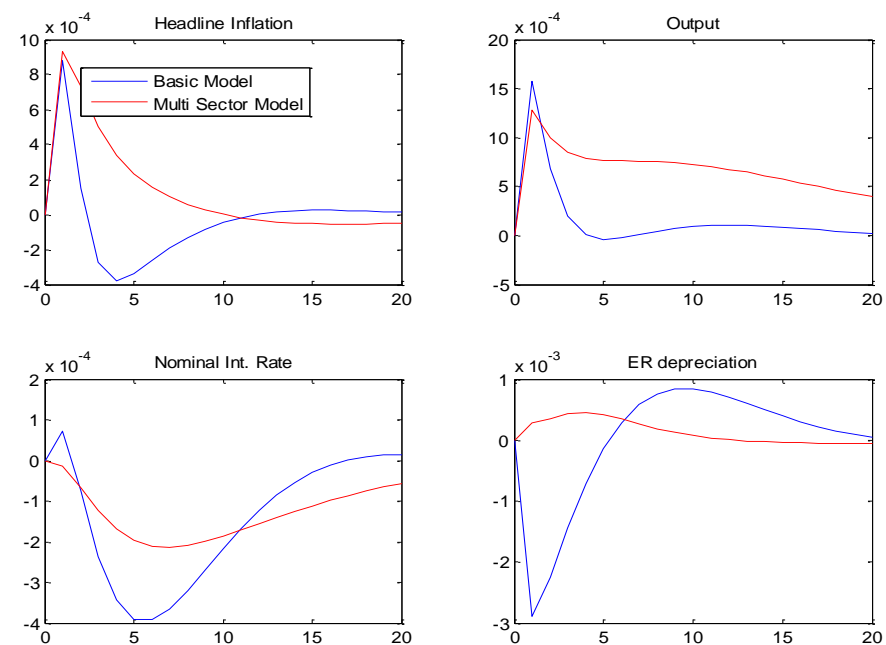 Headline Inflation
x 10^-4
10
8
6
4
2
0
-2
-4
0 5 10 15 20
Basic Model
Multi Sector Model
Output
x 10^-4
20
15
10
5
0
-5
0 5 10 15 20
Nominal Int. Rate
x 10^-4
2
1
0
-1
-2
-3
-4
0 5 10 15 20
ER depreciation
x 10^-3
1
0
-1
-2
-3
0 5 10 15 20